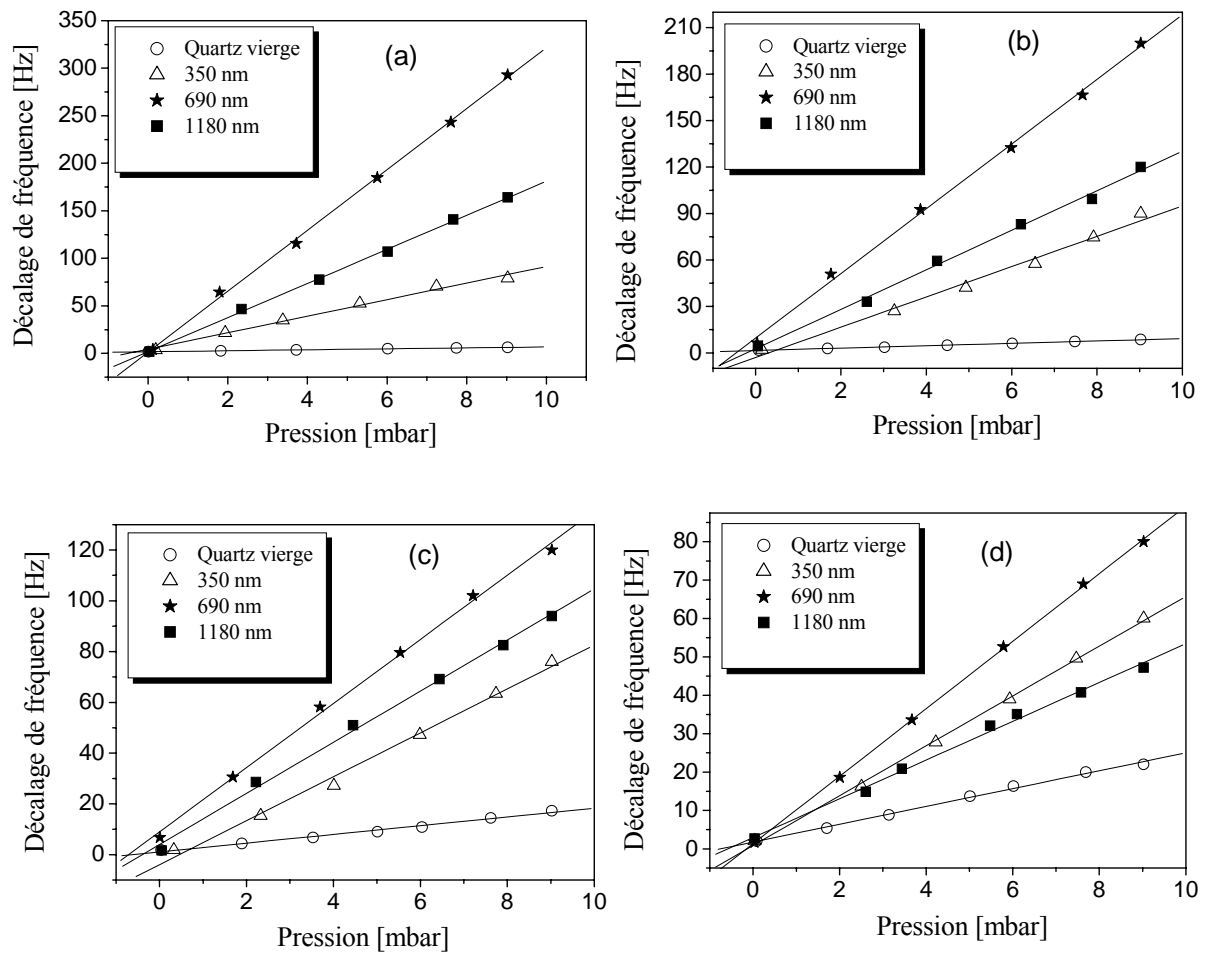 350
300
250
200
150
100
50
0
Décalage de fréquence [Hz]
Quartz vierge
350 nm
690 nm
1180 nm
(a)
0 2 4 6 8 10
Pression [mbar]
210
180
150
120
90
60
30
0
Décalage de fréquence [Hz]
Quartz vierge
350 nm
690 nm
1180 nm
(b)
0 2 4 6 8 10
Pression [mbar]
120
100
80
60
40
20
0
Décalage de fréquence [Hz]
Quartz vierge
350 nm
690 nm
1180 nm
(c)
0 2 4 6 8 10
Pression [mbar]
80
70
60
50
40
30
20
10
0
Décalage de fréquence [Hz]
Quartz vierge
350 nm
690 nm
1180 nm
(d)
0 2 4 6 8 10
Pression [mbar]